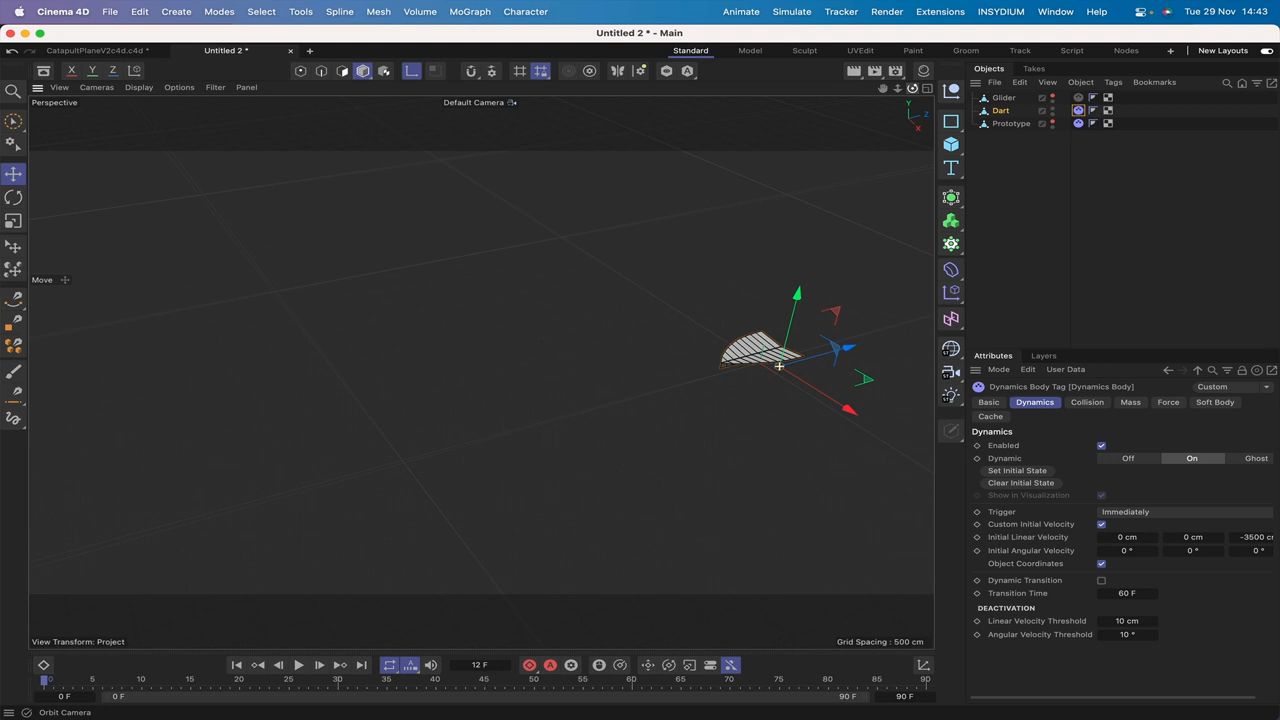 Cinema 4D File Edit Create Modes Select Tools Spline Mesh Volume MoGraph Character Animate Simulate Tracker Render Extensions INSYDIUM Window Help Tue 29 Nov 14:43
Untitled 2 * - Main
CatapultPlaneV2c4d.c4d * Untitled 2 * Standard Model Sculpt UVEdit Paint Groom Track Script Nodes New Layouts
X Y Z
Objects Takes
File Edit View Object Tags Bookmarks
View Cameras Display Options Filter Panel
Perspective
Default Camera
Y
Z
X
Glider
Dart
Prototype
Move
Attributes Layers
Mode Edit User Data
Dynamics Body Tag [Dynamics Body] Custom
Basic Dynamics Collision Mass Force Soft Body
Cache
Dynamics
Enabled
Dynamic Off On Ghost
Set Initial State
Clear Initial State
Show in Visualization
Trigger Immediately
Custom Initial Velocity
Initial Linear Velocity 0 cm 0 cm -3500 c
Initial Angular Velocity 0 ° 0 ° 0 °
Object Coordinates
Dynamic Transition
Transition Time 60 F
DEACTIVATION
Linear Velocity Threshold 10 cm
Angular Velocity Threshold 10 °
View Transform: Project
Grid Spacing : 500 cm
12 F
0 5 10 15 20 25 30 35 40 45 50 55 60 65 70 75 80 85 90
0 F 0 F 90 F 90 F
Orbit Camera